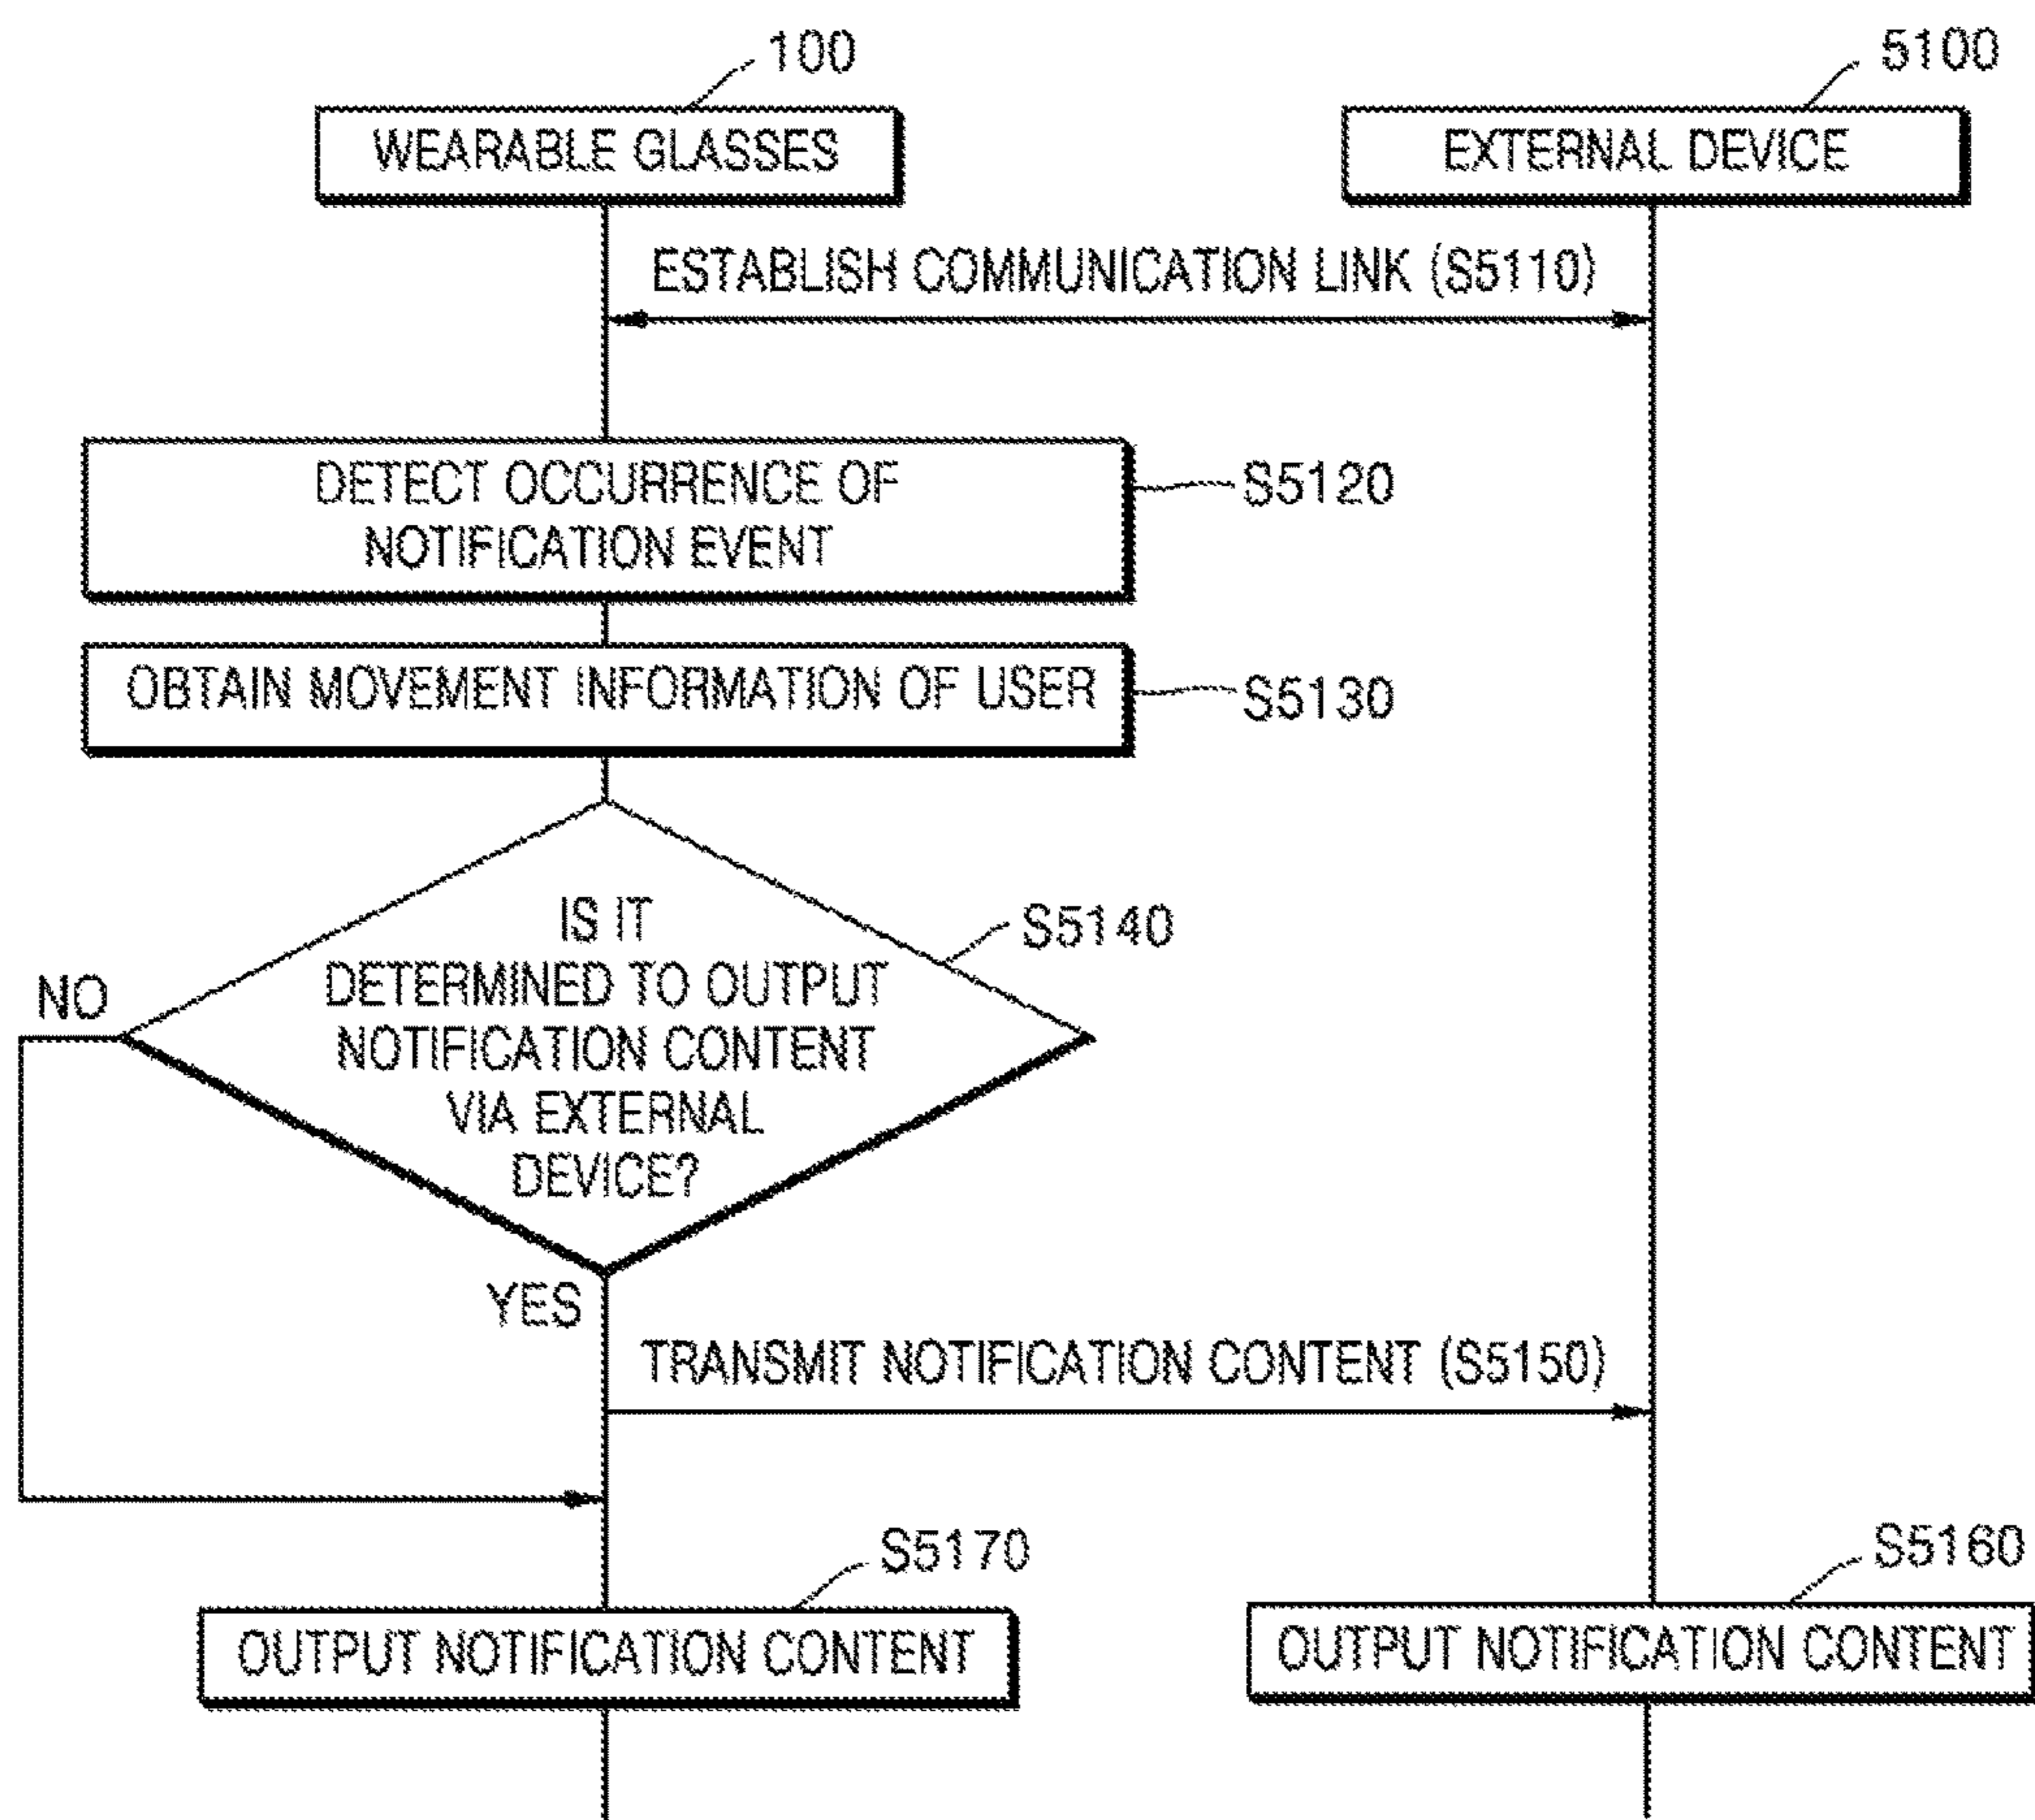 100
5100
WEARABLE GLASSES
EXTERNAL DEVICE
ESTABLISH COMMUNICATION LINK (S5110)
DETECT OCCURRENCE OF
NOTIFICATION EVENT
S5120
OBTAIN MOVEMENT INFORMATION OF USER
S5130
IS IT
DETERMINED TO OUTPUT
NOTIFICATION CONTENT
VIA EXTERNAL
DEVICE?
S5140
NO
YES
TRANSMIT NOTIFICATION CONTENT (S5150)
S5170
S5160
OUTPUT NOTIFICATION CONTENT
OUTPUT NOTIFICATION CONTENT